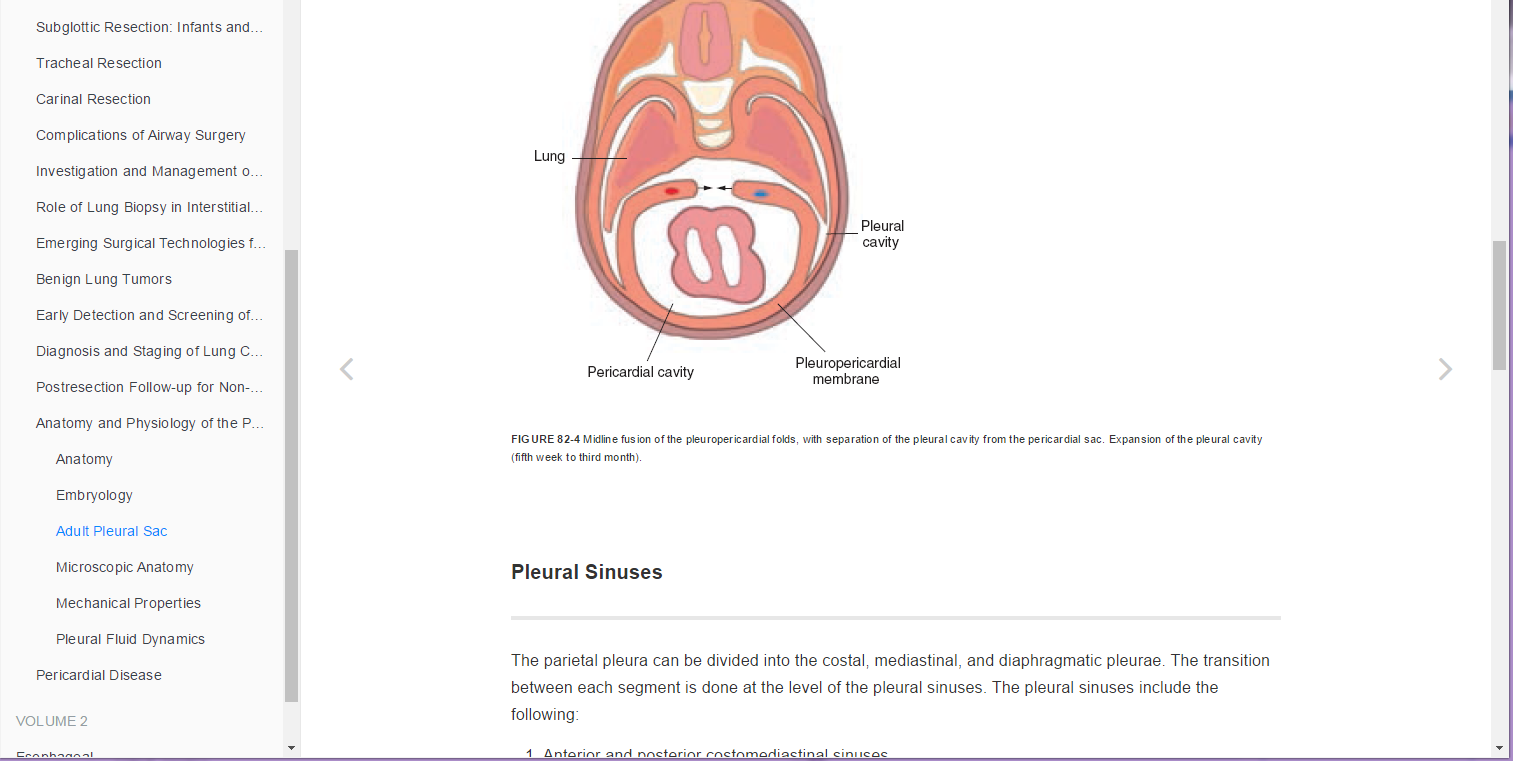 Subglottic Resection: Infants and...
Tracheal Resection
Carinal Resection
Complications of Airway Surgery
Investigation and Management o...
Role of Lung Biopsy in Interstitial...
Emerging Surgical Technologies f...
Benign Lung Tumors
Early Detection and Screening of...
Diagnosis and Staging of Lung C...
Postresection Follow-up for Non-...
Anatomy and Physiology of the P...
Anatomy
Embryology
Adult Pleural Sac
Microscopic Anatomy
Mechanical Properties
Pleural Fluid Dynamics
Pericardial Disease
VOLUME 2
Esophageal
Lung
Pleural
cavity
Pericardial cavity
Pleuropericardial
membrane
FIGURE 82-4 Midline fusion of the pleuropericardial folds, with separation of the pleural cavity from the pericardial sac. Expansion of the pleural cavity
(fifth week to third month).
Pleural Sinuses
The parietal pleura can be divided into the costal, mediastinal, and diaphragmatic pleurae. The transition
between each segment is done at the level of the pleural sinuses. The pleural sinuses include the
following:
1. Anterior and posterior costomediastinal sinuses